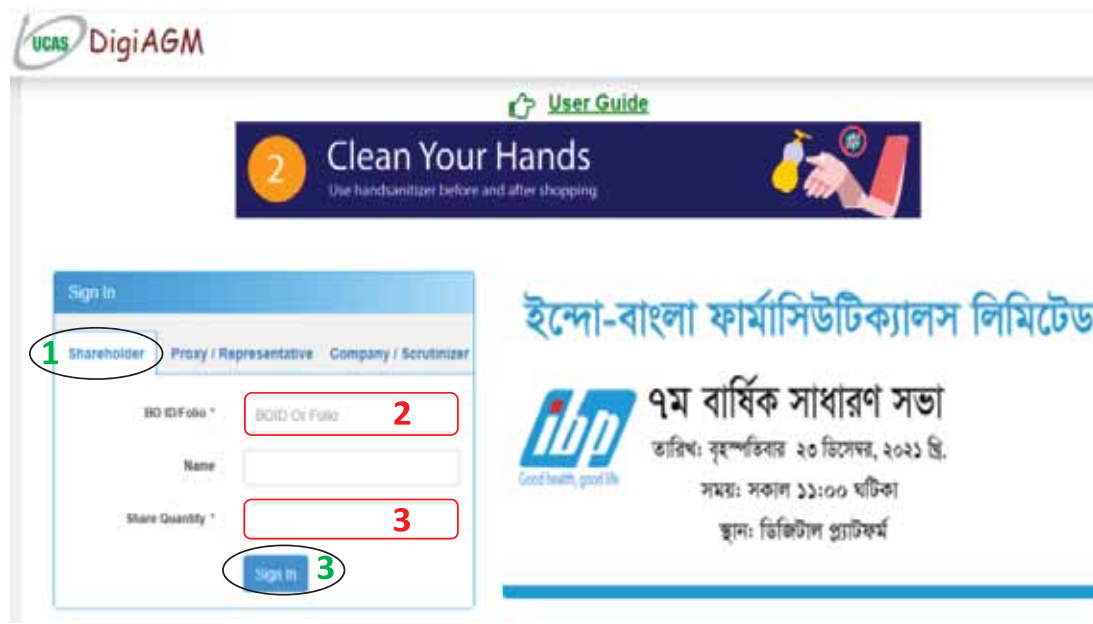 UCAS DigiAGM
User Guide
2
Clean Your Hands
Use handsanitizer before and after shopping
Sign In
1 Shareholder Proxy / Representative Company / Scrutinizer
BO ID/Folio * BOID Or Folio 2
Name
Share Quantity * 3
Sign In 3
ইন্দো-বাংলা ফার্মাসিউটিক্যালস লিমিটেড
ibp
Good health, good life
৭ম বার্ষিক সাধারণ সভা
তারিখ: বৃহস্পতিবার ২৩ ডিসেম্বর, ২০২১ খ্রি.
সময়: সকাল ১১:০০ ঘটিকা
স্থান: ডিজিটাল প্ল্যাটফর্ম